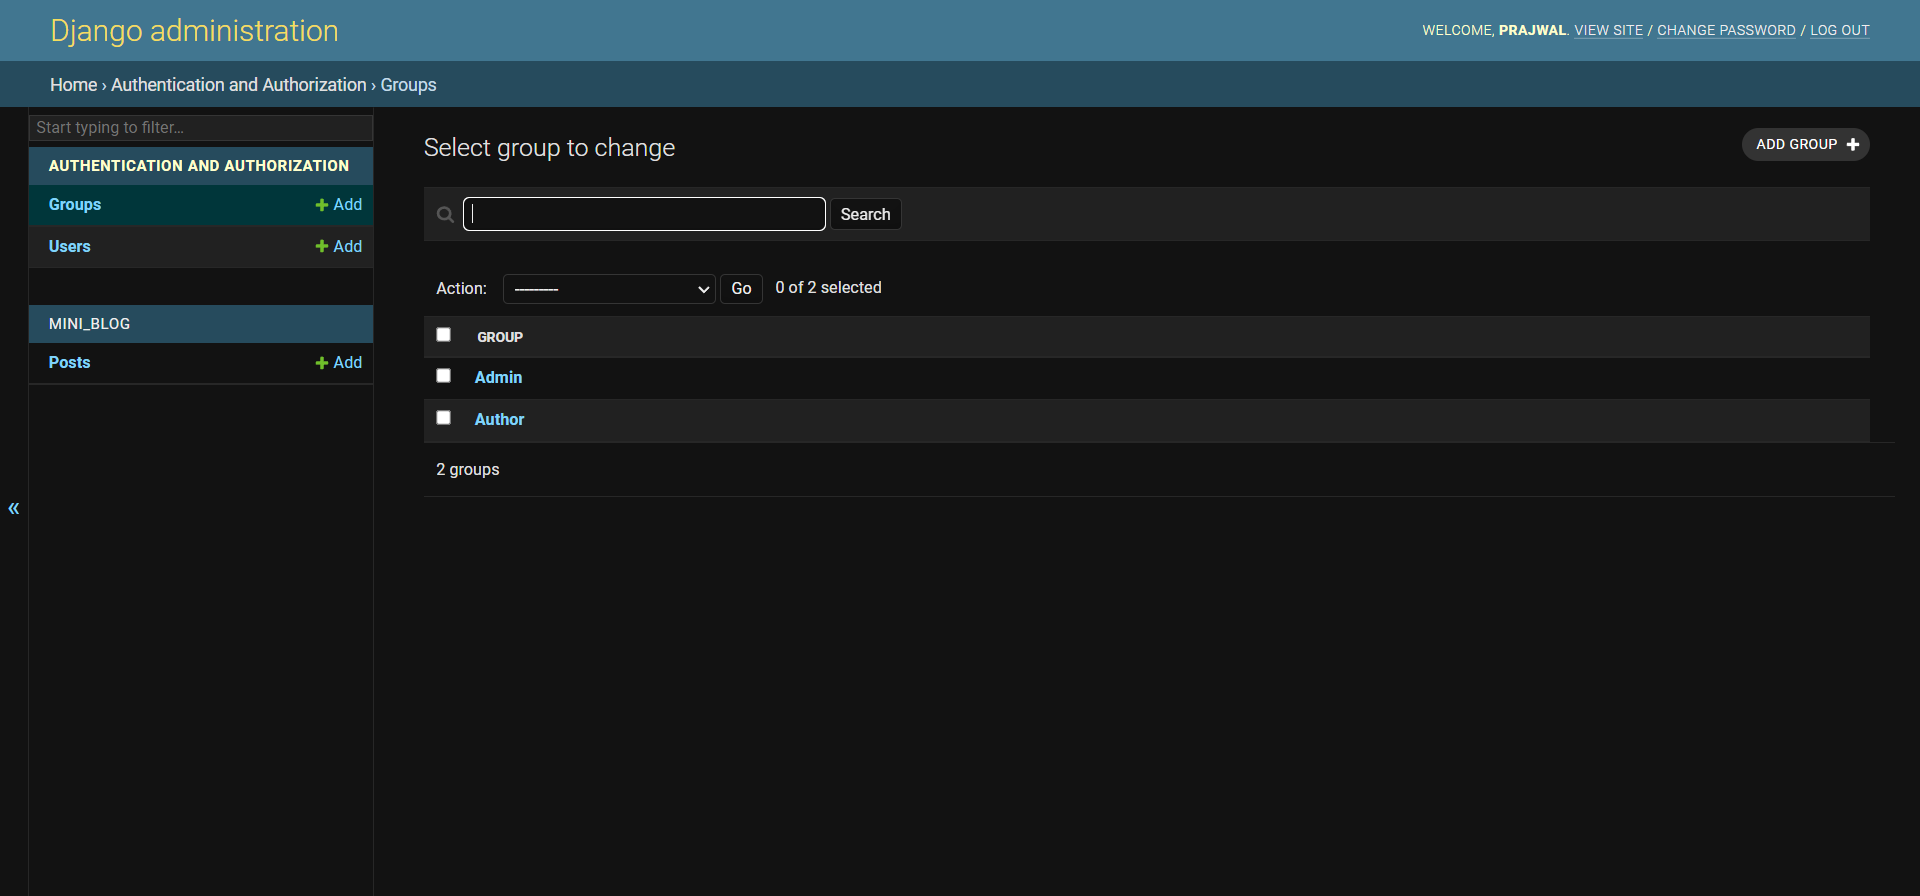 Django administration
WELCOME, PRAJWAL. VIEW SITE / CHANGE PASSWORD / LOG OUT
Home › Authentication and Authorization › Groups
Start typing to filter...
AUTHENTICATION AND AUTHORIZATION
Groups
Add
Users
Add
MINI_BLOG
Posts
Add
«
Select group to change
ADD GROUP
Search
Action:
---------
Go
0 of 2 selected
GROUP
Admin
Author
2 groups